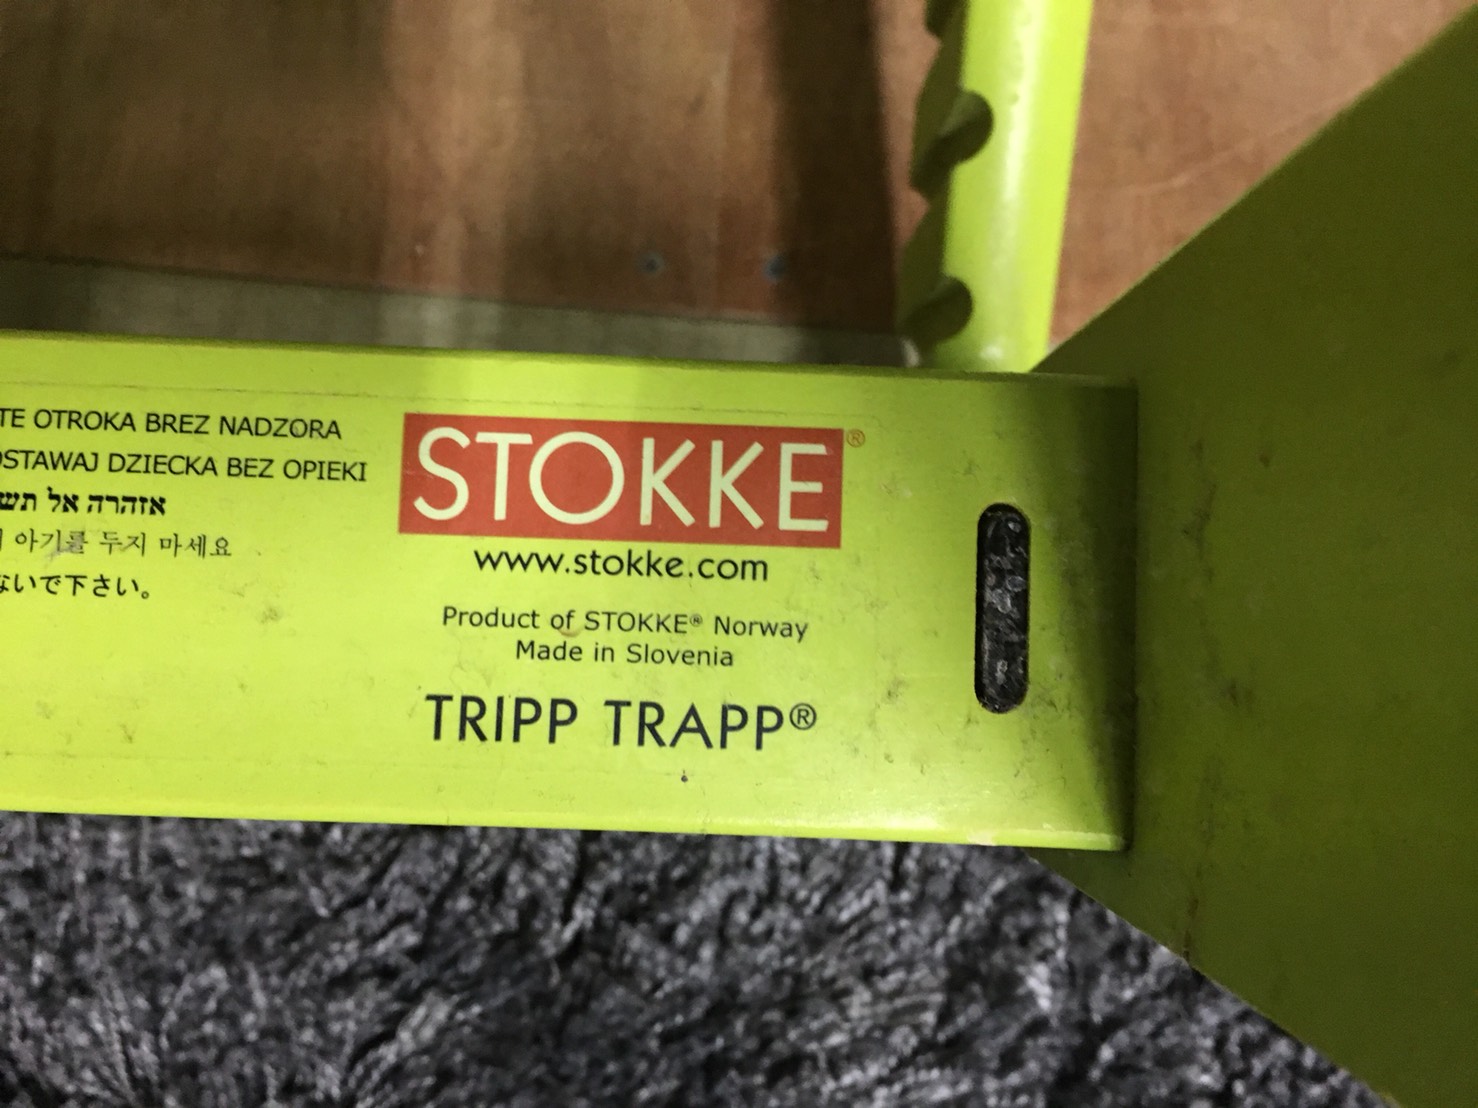 TE OTROKA BREZ NADZORA
OSTAWAJ DZIECKA BEZ OPIEKI
אזהרה אל תש
아기를 두지 마세요
ないで下さい。
STOKKE®
www.stokke.com
Product of STOKKE® Norway
Made in Slovenia
TRIPP TRAPP®